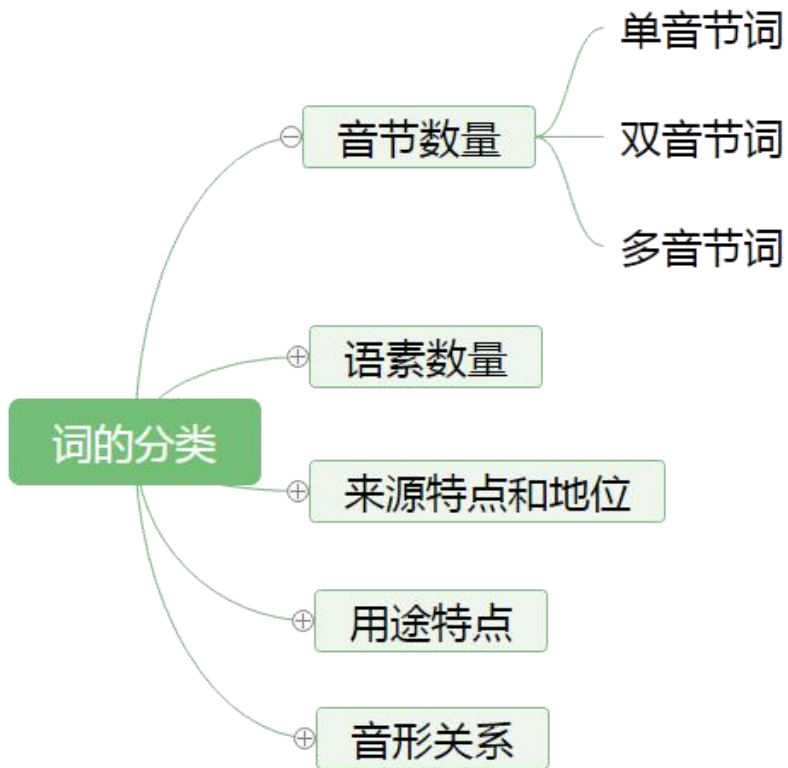 词的分类
音节数量
单音节词
双音节词
多音节词
语素数量
来源特点和地位
用途特点
音形关系